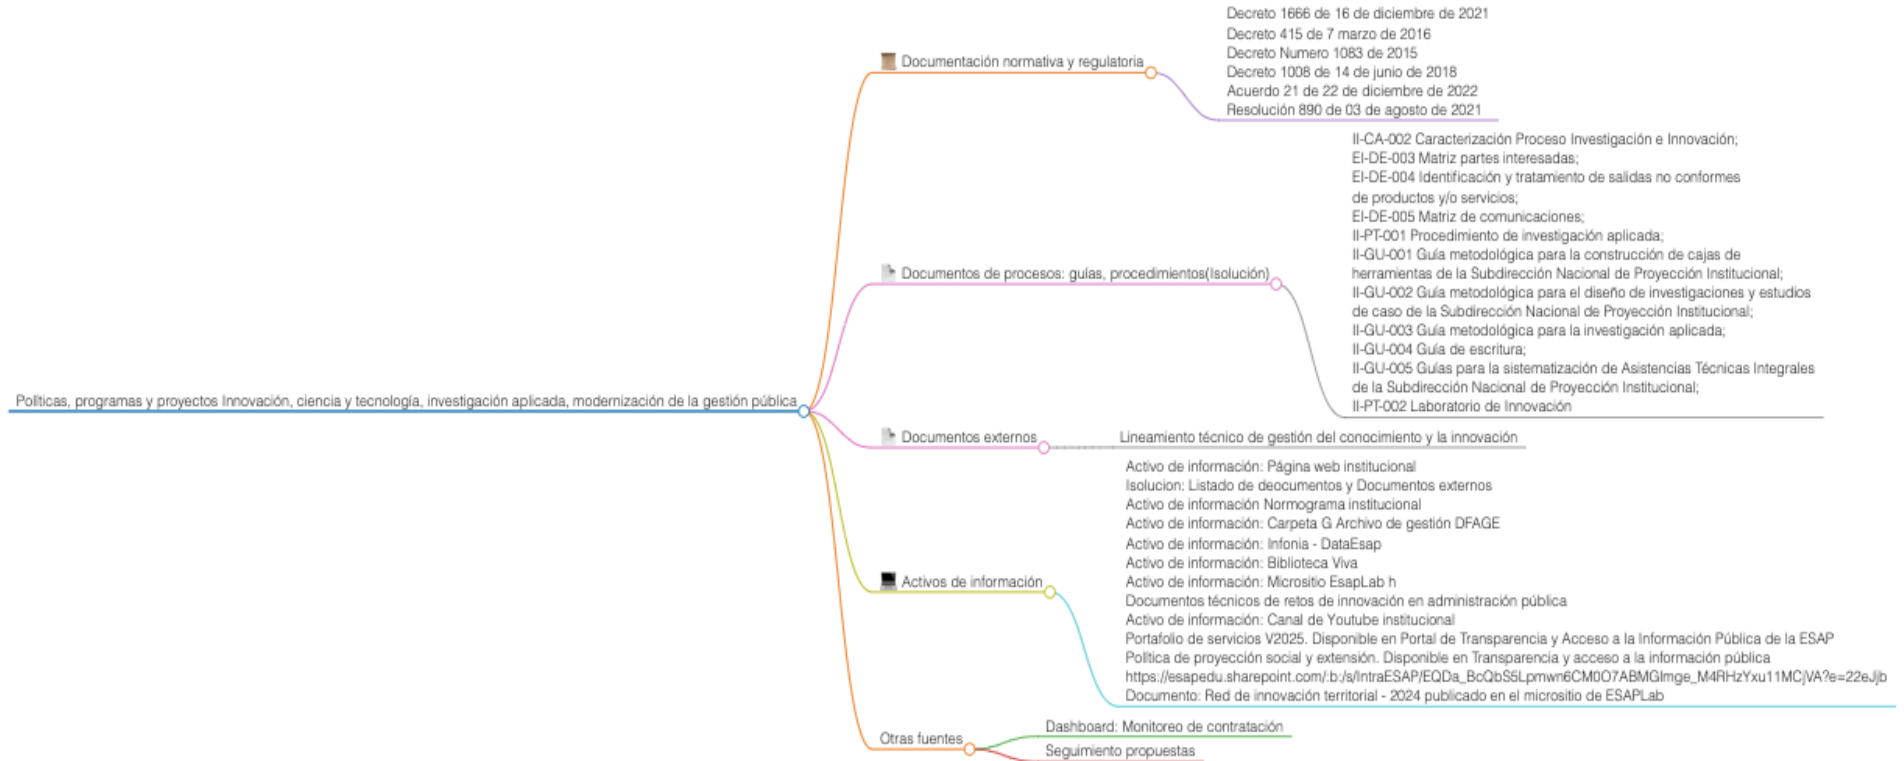 Políticas, programas y proyectos Innovación, ciencia y tecnología, investigación aplicada, modernización de la gestión pública
Documentación normativa y regulatoria
Decreto 1666 de 16 de diciembre de 2021
Decreto 415 de 7 marzo de 2016
Decreto Numero 1083 de 2015
Decreto 1008 de 14 de junio de 2018
Acuerdo 21 de 22 de diciembre de 2022
Resolución 890 de 03 de agosto de 2021
Documentos de procesos: guías, procedimientos(Isolución)
II-CA-002 Caracterización Proceso Investigación e Innovación;
EI-DE-003 Matriz partes interesadas;
EI-DE-004 Identificación y tratamiento de salidas no conformes
de productos y/o servicios;
EI-DE-005 Matriz de comunicaciones;
II-PT-001 Procedimiento de investigación aplicada;
II-GU-001 Guía metodológica para la construcción de cajas de
herramientas de la Subdirección Nacional de Proyección Institucional;
II-GU-002 Guía metodológica para el diseño de investigaciones y estudios
de caso de la Subdirección Nacional de Proyección Institucional;
II-GU-003 Guía metodológica para la investigación aplicada;
II-GU-004 Guía de escritura;
II-GU-005 Guías para la sistematización de Asistencias Técnicas Integrales
de la Subdirección Nacional de Proyección Institucional;
II-PT-002 Laboratorio de Innovación
Documentos externos
Lineamiento técnico de gestión del conocimiento y la innovación
Activos de información
Activo de información: Página web institucional
Isolucion: Listado de deocumentos y Documentos externos
Activo de información Normograma institucional
Activo de información: Carpeta G Archivo de gestión DFAGE
Activo de información: Infonia - DataEsap
Activo de información: Biblioteca Viva
Activo de información: Micrositio EsapLab h
Documentos técnicos de retos de innovación en administración pública
Activo de información: Canal de Youtube institucional
Portafolio de servicios V2025. Disponible en Portal de Transparencia y Acceso a la Información Pública de la ESAP
Política de proyección social y extensión. Disponible en Transparencia y acceso a la información pública
https://esapedu.sharepoint.com/:b:/s/IntraESAP/EQDa_BcQbS5Lpmwn6CM0O7ABMGImge_M4RHzYxu11MCjVA?e=22eJjb
Documento: Red de innovación territorial - 2024 publicado en el micrositio de ESAPLab
Otras fuentes
Dashboard: Monitoreo de contratación
Seguimiento propuestas